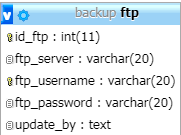 v backup ftp
id_ftp : int(11)
ftp_server : varchar(20)
ftp_username : varchar(20)
ftp_password : varchar(20)
update_by : text